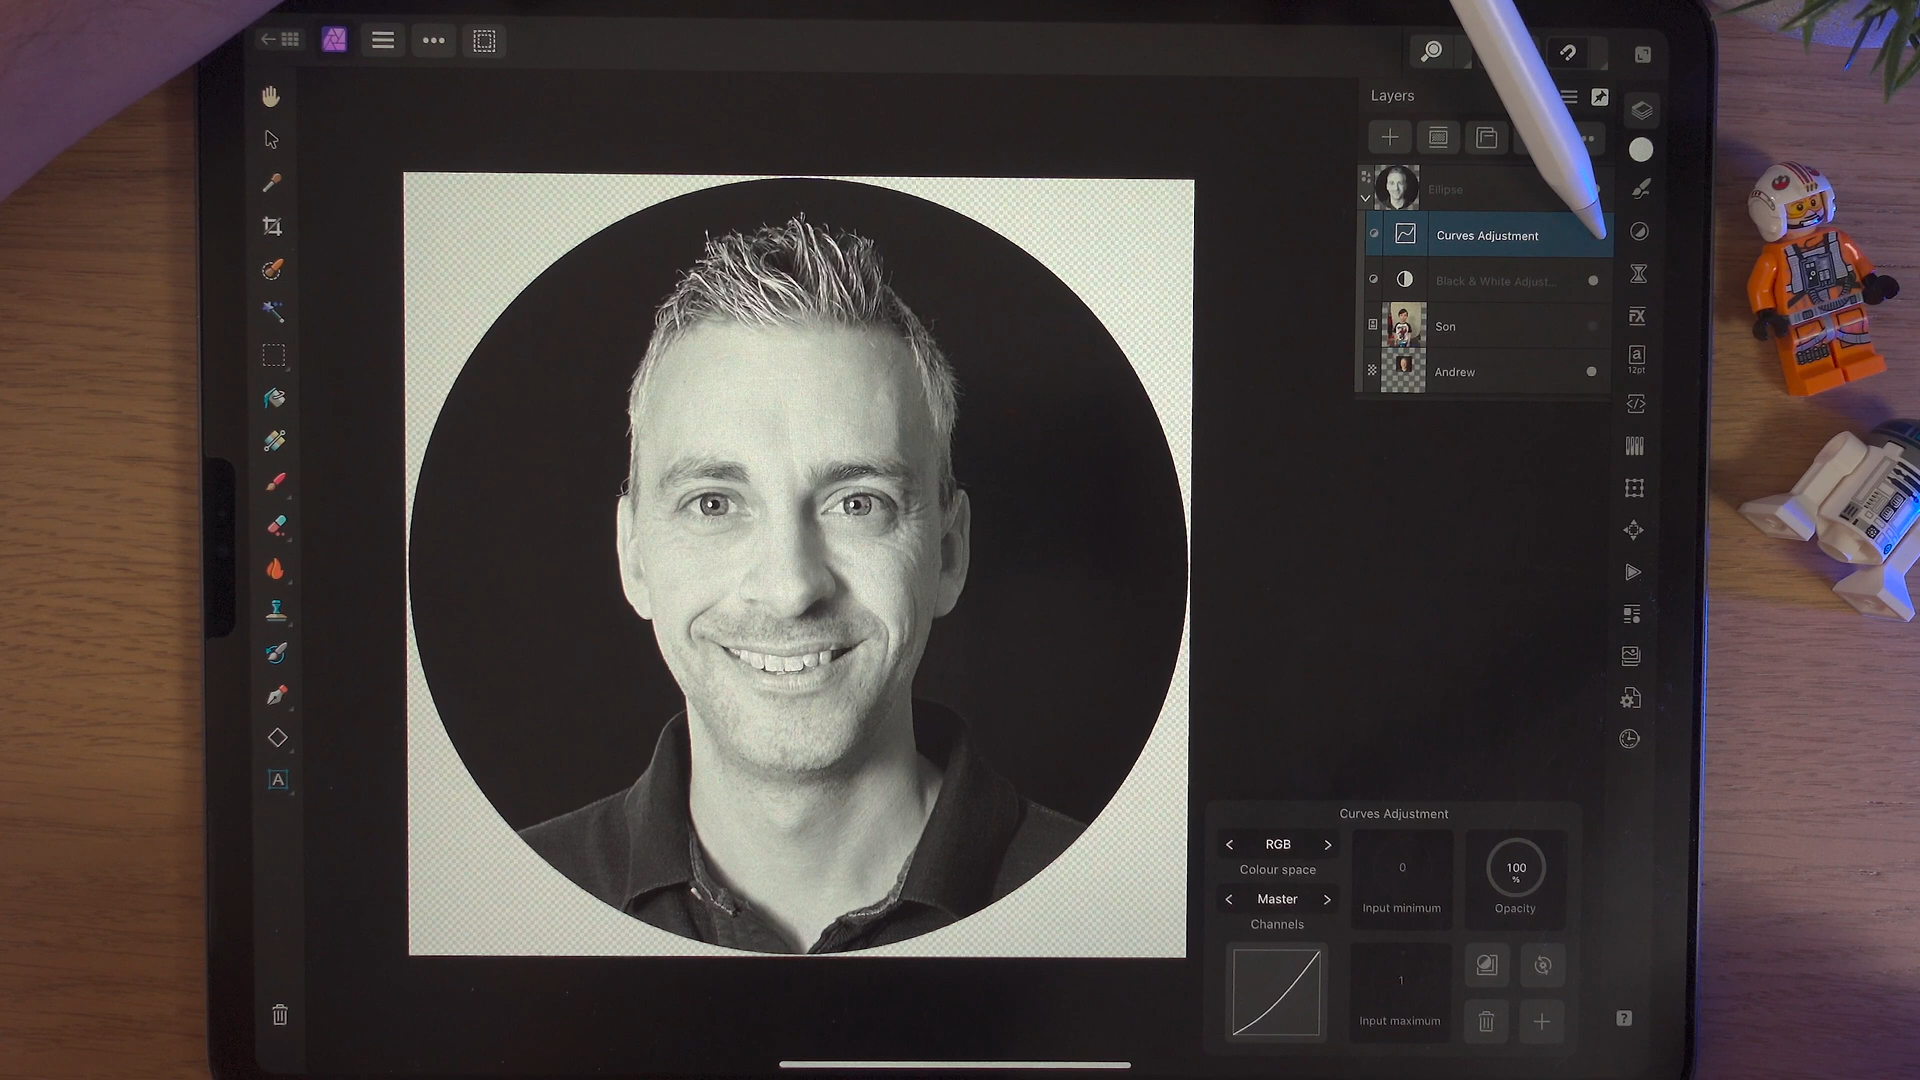 Layers
Ellipse
Curves Adjustment
Black & White Adjust...
Son
Andrew
a
12pt
A
Curves Adjustment
RGB
Colour space
Master
Channels
0
Input minimum
100
%
Opacity
1
Input maximum
?